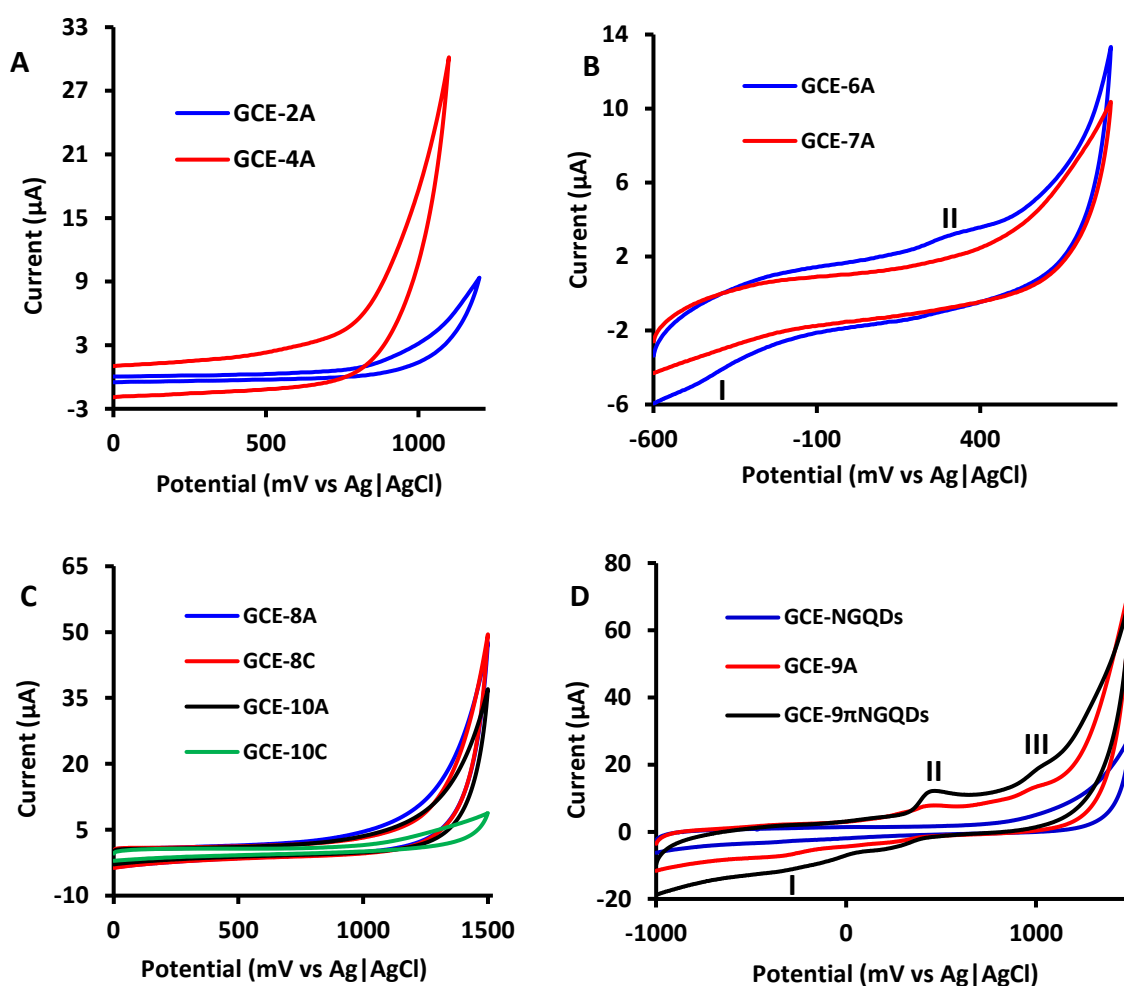 A
33
27
21
15
9
3
-3
0
500
1000
Current (µA)
Potential (mV vs Ag|AgCl)
GCE-2A
GCE-4A
B
14
10
6
2
-2
-6
-600
-100
400
Current (µA)
Potential (mV vs Ag|AgCl)
GCE-6A
GCE-7A
II
I
C
65
50
35
20
5
-10
0
500
1000
1500
Current (µA)
Potential (mV vs Ag|AgCl)
GCE-8A
GCE-8C
GCE-10A
GCE-10C
D
80
60
40
20
0
-20
-1000
0
1000
Current (µA)
Potential (mV vs Ag|AgCl)
GCE-NGQDs
GCE-9A
GCE-9πNGQDs
II
III
I